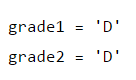 grade1 = 'D'
grade2 = 'D'